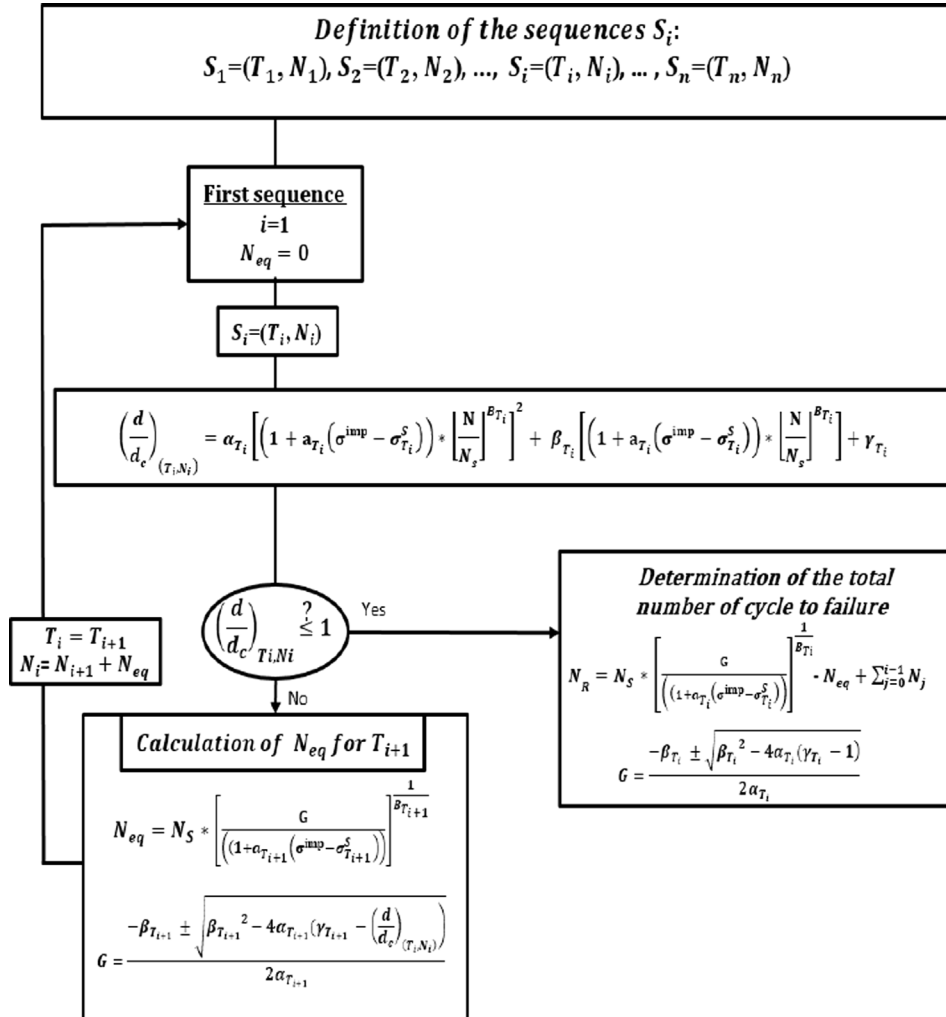 Definition of the sequences Sᵢ:
S₁=(T₁, N₁), S₂=(T₂, N₂), ..., Sᵢ=(Tᵢ, Nᵢ), ... , Sₙ=(Tₙ, Nₙ)
First sequence
i=1
N_eq = 0
Sᵢ=(Tᵢ, Nᵢ)
(d/d_c)_(Tᵢ,Nᵢ) = α_Tᵢ [(1 + a_Tᵢ(σ^imp − σ^S_Tᵢ)) * ⌊N/N_s⌋^B_Tᵢ]² + β_Tᵢ [(1 + a_Tᵢ(σ^imp − σ^S_Tᵢ)) * ⌊N/N_s⌋^B_Tᵢ] + γ_Tᵢ
(d/d_c)_Ti,Ni ≤? 1
Yes
No
Determination of the total
number of cycle to failure
N_R = N_S * [G/((1+a_Tᵢ(σ^imp−σ^S_Tᵢ)))]^(1/B_Ti) - N_eq + ∑_{j=0}^{i−1} N_j
G = (−β_Tᵢ ± √(β_Tᵢ² − 4α_Tᵢ(γ_Tᵢ − 1)))/(2α_Tᵢ)
Tᵢ = Tᵢ₊₁
Nᵢ= Nᵢ₊₁ + N_eq
Calculation of N_eq for Tᵢ₊₁
N_eq = N_S * [G/((1+a_Tᵢ₊₁(σ^imp−σ^S_Tᵢ₊₁)))]^(1/B_Tᵢ₊₁)
G = (−β_Tᵢ₊₁ ± √(β_Tᵢ₊₁² − 4α_Tᵢ₊₁(γ_Tᵢ₊₁ − (d/d_c)_(Tᵢ,Nᵢ))))/(2α_Tᵢ₊₁)